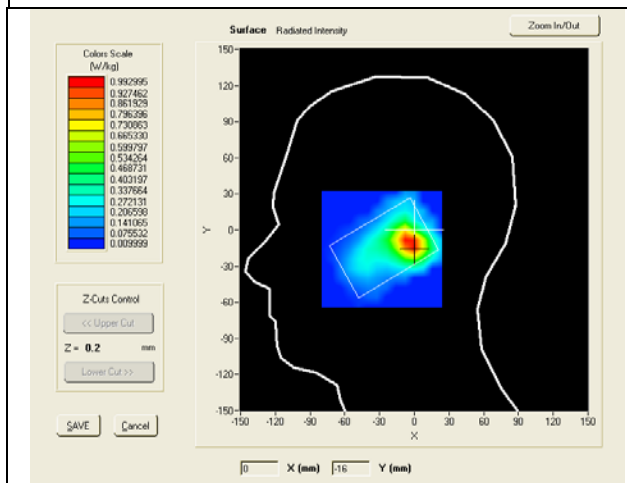 Surface Radiated Intensity
Zoom In/Out
Colors Scale
(W/kg)
0.992995
0.927462
0.861929
0.796396
0.730863
0.665330
0.599797
0.534264
0.468731
0.403197
0.337664
0.272131
0.206598
0.141065
0.075532
0.009999
Z-Cuts Control
<< Upper Cut
Z = 0.2 mm
Lower Cut >>
SAVE Cancel
150-
120-
90-
60-
30-
0-
-30-
-60-
-90-
-120-
-150-
Y
-150 -120 -90 -60 -30 0 30 60 90 120 150
X
0 X (mm) -16 Y (mm)